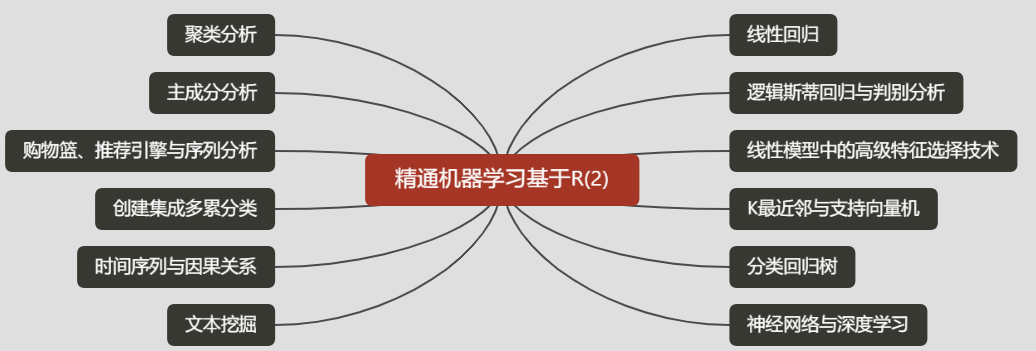 聚类分析
主成分分析
购物篮、推荐引擎与序列分析
创建集成多累分类
时间序列与因果关系
文本挖掘
精通机器学习基于R(2)
线性回归
逻辑斯蒂回归与判别分析
线性模型中的高级特征选择技术
K最近邻与支持向量机
分类回归树
神经网络与深度学习